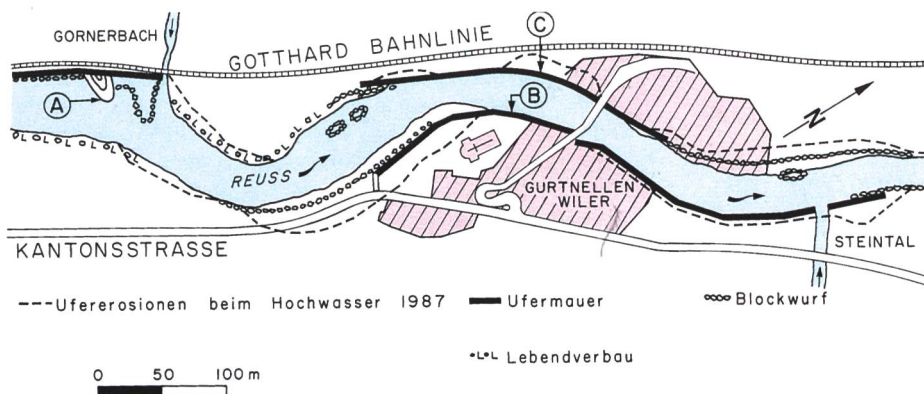 GORNERBACH
GOTTHARD BAHNLINIE
C
A
B
N
REUSS
GURTNELLEN
WILER
KANTONSSTRASSE
STEINTAL
Ufererosionen beim Hochwasser 1987
Ufermauer
Blockwurf
Lebendverbau
0 50 100 m